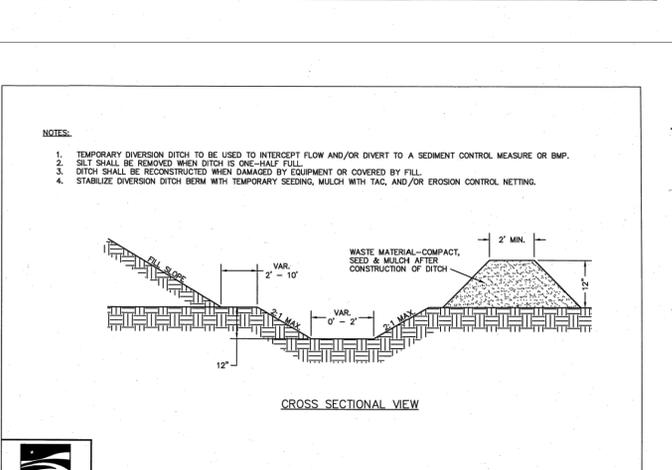 NOTES:
1. TEMPORARY DIVERSION DITCH TO BE USED TO INTERCEPT FLOW AND/OR DIVERT TO A SEDIMENT CONTROL MEASURE OR BMP.
2. SILT SHALL BE REMOVED WHEN DITCH IS ONE-HALF FULL.
3. DITCH SHALL BE RECONSTRUCTED WHEN DAMAGED BY EQUIPMENT OR COVERED BY FILL.
4. STABILIZE DIVERSION DITCH BERM WITH TEMPORARY SEEDING, MULCH WITH TAC, AND/OR EROSION CONTROL NETTING.
2' MIN.
WASTE MATERIAL-COMPACT,
SEED & MULCH AFTER
CONSTRUCTION OF DITCH
FILL SLOPE
VAR.
2' - 10'
12"
2:1 MAX.
VAR.
0' - 2'
2:1 MAX.
12"
CROSS SECTIONAL VIEW